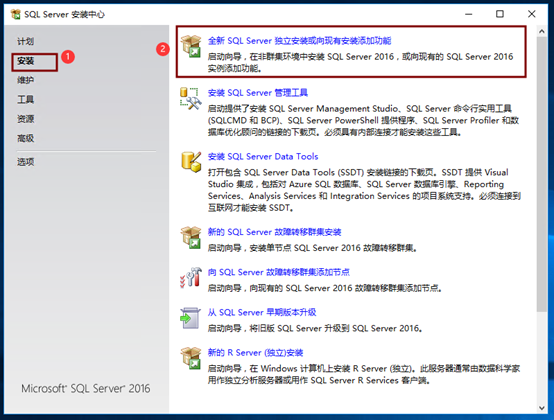 SQL Server 安装中心
计划
安装
1
维护
工具
资源
高级
选项
2
全新 SQL Server 独立安装或向现有安装添加功能
启动向导，在非群集环境中安装 SQL Server 2016，或向现有的 SQL Server 2016
实例添加功能。
安装 SQL Server 管理工具
启动提供了安装 SQL Server Management Studio、SQL Server 命令行实用工具
(SQLCMD 和 BCP)、SQL Server PowerShell 提供程序、SQL Server Profiler 和数
据库优化顾问的链接的下载页。必须具有内部连接才能安装这些工具。
安装 SQL Server Data Tools
打开包含 SQL Server Data Tools (SSDT) 安装链接的下载页。SSDT 提供 Visual
Studio 集成，包括对 Azure SQL 数据库、SQL Server 数据库引擎、Reporting
Services、Analysis Services 和 Integration Services 的项目系统支持。必须连接到
互联网才能安装 SSDT。
新的 SQL Server 故障转移群集安装
启动向导，安装单节点 SQL Server 2016 故障转移群集。
向 SQL Server 故障转移群集添加节点
启动向导，向现有的 SQL Server 2016 故障转移群集添加节点。
从 SQL Server 早期版本升级
启动向导，将旧版 SQL Server 升级到 SQL Server 2016。
新的 R Server (独立)安装
启动向导，在 Windows 计算机上安装 R Server (独立)。此服务器通常由数据科学家
用作独立分析服务器或用作 SQL Server R Services 客户端。
Microsoft® SQL Server® 2016